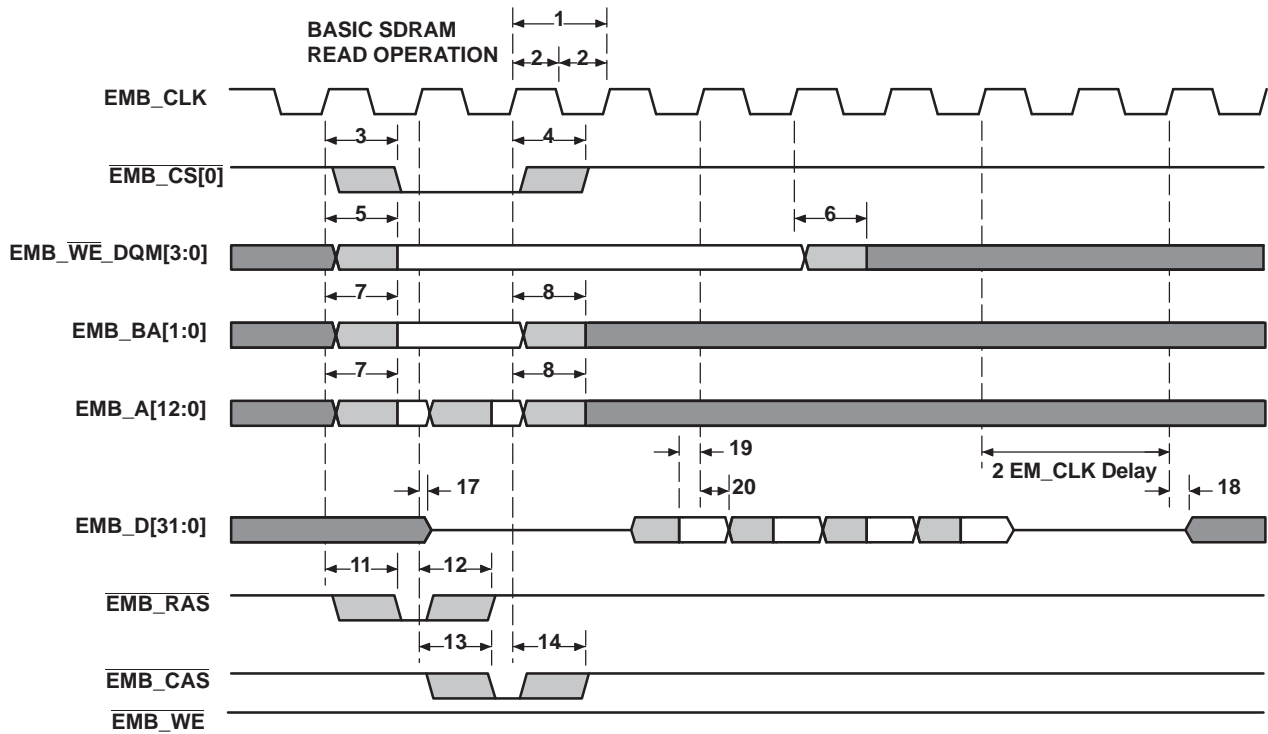 BASIC SDRAM
READ OPERATION
1
2 2
EMB_CLK
3 4
EMB_CS[0]
5 6
EMB_WE_DQM[3:0]
7 8
EMB_BA[1:0]
7 8
EMB_A[12:0]
19
2 EM_CLK Delay
17 20 18
EMB_D[31:0]
11 12
EMB_RAS
13 14
EMB_CAS
EMB_WE